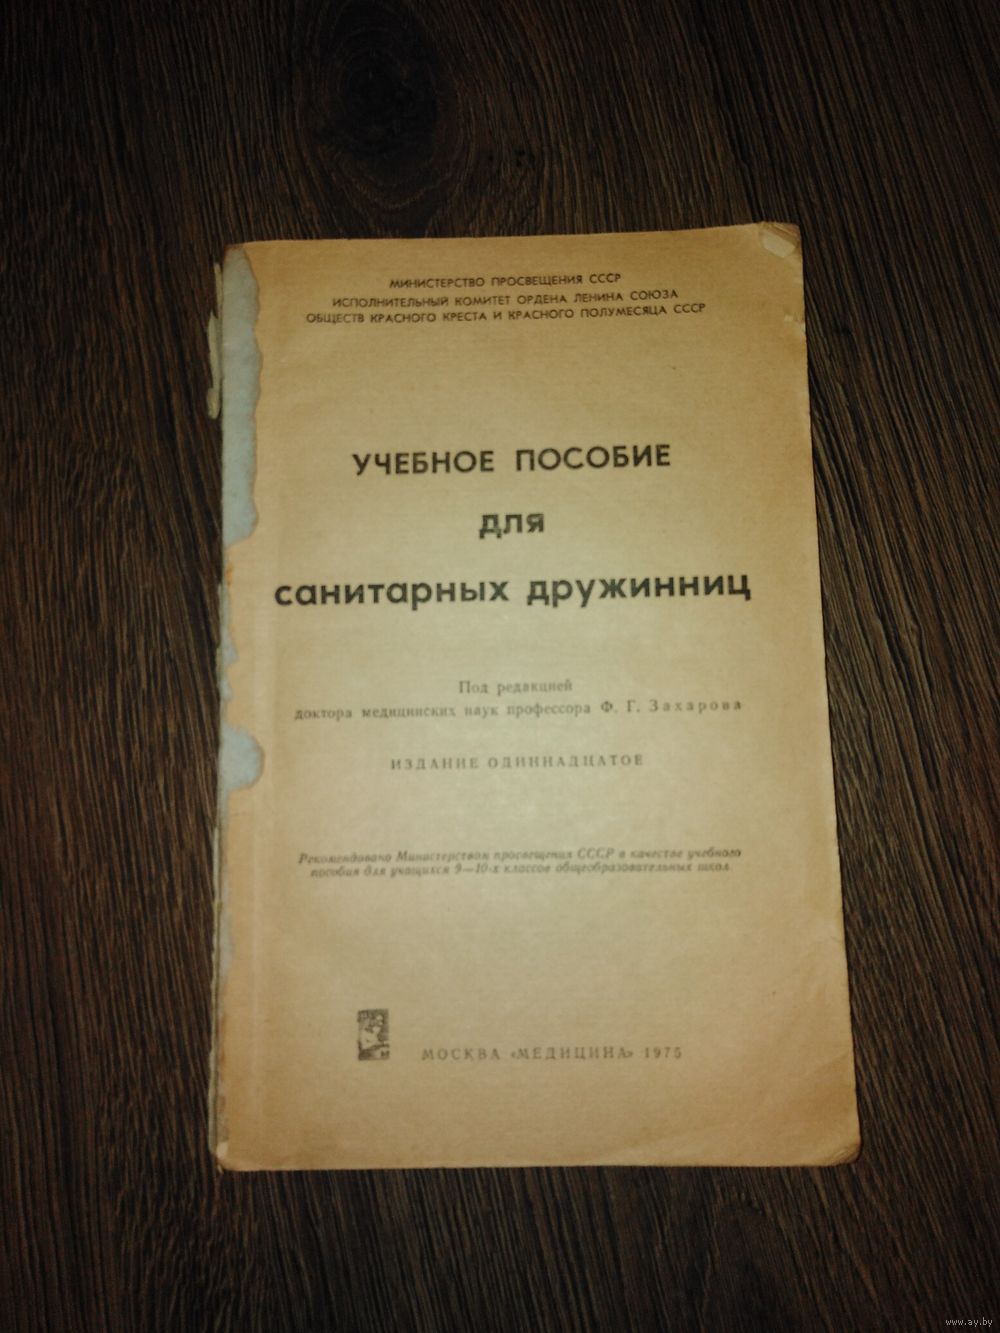 МИНИСТЕРСТВО ПРОСВЕЩЕНИЯ СССР
ИСПОЛНИТЕЛЬНЫЙ КОМИТЕТ ОРДЕНА ЛЕНИНА СОЮЗА
ОБЩЕСТВ КРАСНОГО КРЕСТА И КРАСНОГО ПОЛУМЕСЯЦА СССР
УЧЕБНОЕ ПОСОБИЕ
для
санитарных дружинниц
Под редакцией
доктора медицинских наук профессора Ф. Г. Захарова
ИЗДАНИЕ ОДИННАДЦАТОЕ
Рекомендовано Министерством просвещения СССР в качестве учебного
пособия для учащихся 9—10-х классов общеобразовательных школ
МОСКВА «МЕДИЦИНА» 1975
www.ay.by